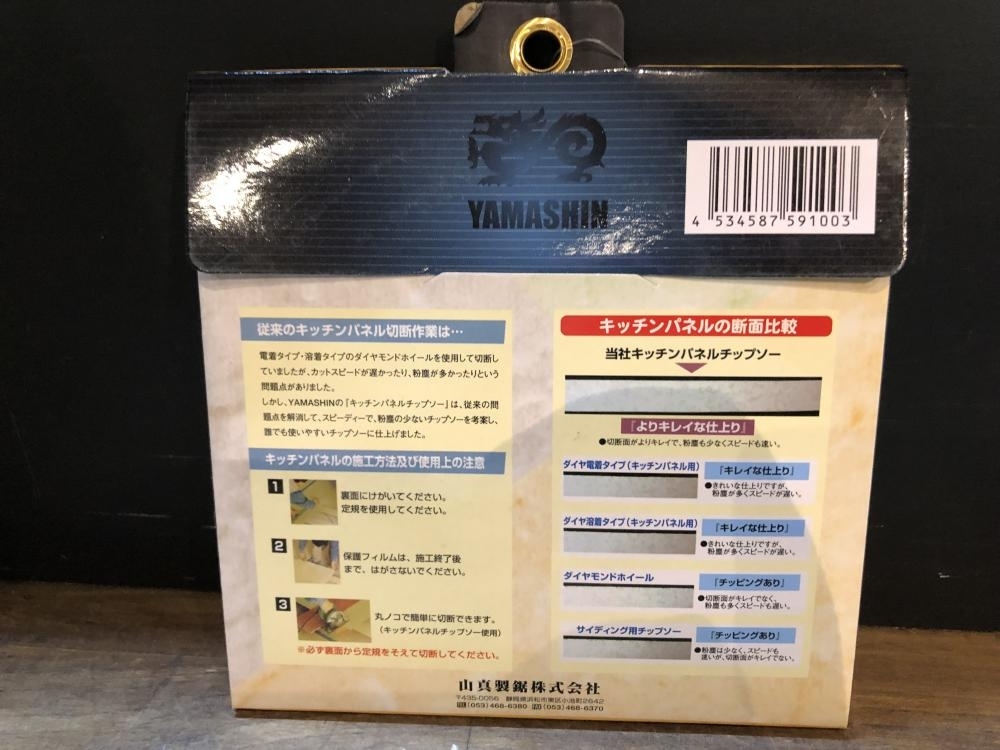 YAMASHIN
4 534587 591003
従来のキッチンパネル切断作業は…
電着タイプ・溶着タイプのダイヤモンドホイールを使用して切断し
ていましたが、カットスピードが遅かったり、粉塵が多かったりという
問題点がありました。
しかし、YAMASHINの『キッチンパネルチップソー』は、従来の問
題点を解消して、スピーディーで、粉塵の少ないチップソーを考案し、
誰でも使いやすいチップソーに仕上げました。
キッチンパネルの施工方法及び使用上の注意
1
裏面にけがいてください。
定規を使用してください。
2
保護フィルムは、施工終了後
まで、はがさないでください。
3
丸ノコで簡単に切断できます。
(キッチンパネルチップソー使用)
※必ず裏面から定規をそえて切断してください。
キッチンパネルの断面比較
当社キッチンパネルチップソー
『よりキレイな仕上り』
●切断面がよりキレイで、粉塵も少なくスピードも速い。
ダイヤ電着タイプ(キッチンパネル用)
『キレイな仕上り』
●きれいな仕上りですが、
粉塵が多くスピードが遅い。
ダイヤ溶着タイプ(キッチンパネル用)
『キレイな仕上り』
●きれいな仕上りですが、
粉塵が多くスピードが遅い。
ダイヤモンドホイール
『チッピングあり』
●切断面がキレイでなく、
粉塵も多くスピードも遅い。
サイディング用チップソー
『チッピングあり』
●粉塵は少なく、スピードも
速いが、切断面がキレイでない。
山真製鋸株式会社
〒435-0056 静岡県浜松市東区小池町2642
TEL(053)468-6380 FAX(053)468-6370